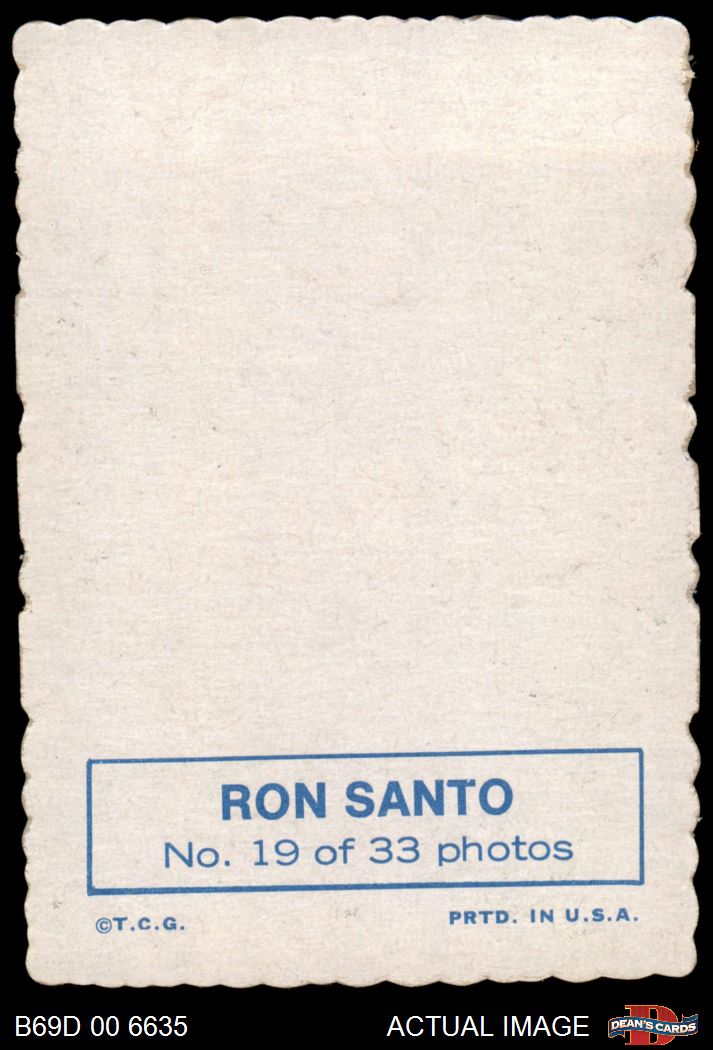 RON SANTO
No. 19 of 33 photos
©T.C.G. PRTD. IN U.S.A.
B69D 00 6635 ACTUAL IMAGE DEAN'S CARDS